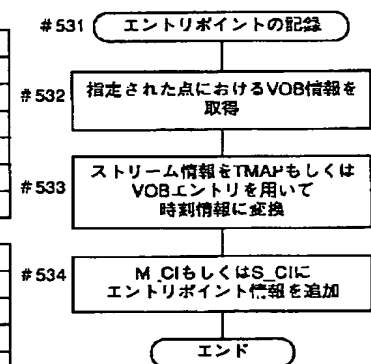 #531 エントリポイントの記録
#532 指定された点におけるVOB情報を
取得
#533 ストリーム情報をTMAPもしくは
VOBエントリを用いて
時刻情報に変換
#534 M_CIもしくはS_CIに
エントリポイント情報を追加
エンド